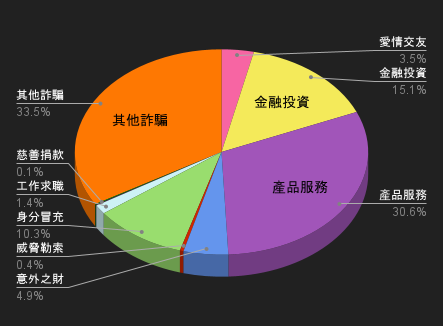 愛情交友
3.5%
金融投資
15.1%
產品服務
30.6%
其他詐騙
33.5%
慈善捐款
0.1%
工作求職
1.4%
身分冒充
10.3%
威脅勒索
0.4%
意外之財
4.9%
其他詐騙
金融投資
產品服務